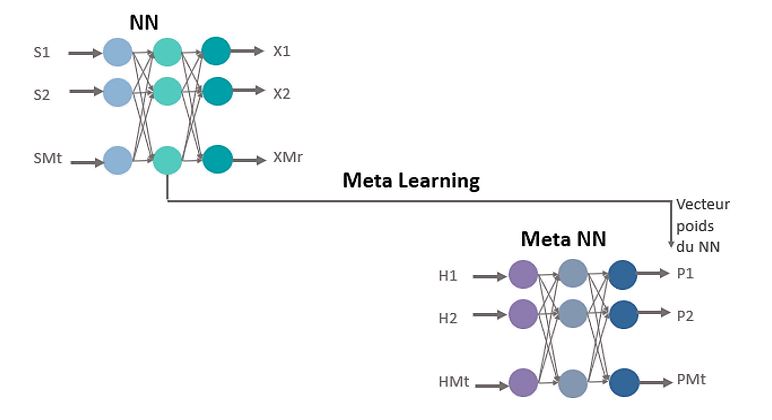 NN
S1
X1
S2
X2
SMt
XMr
Meta Learning
Vecteur
poids
du NN
Meta NN
H1
P1
H2
P2
HMt
PMt